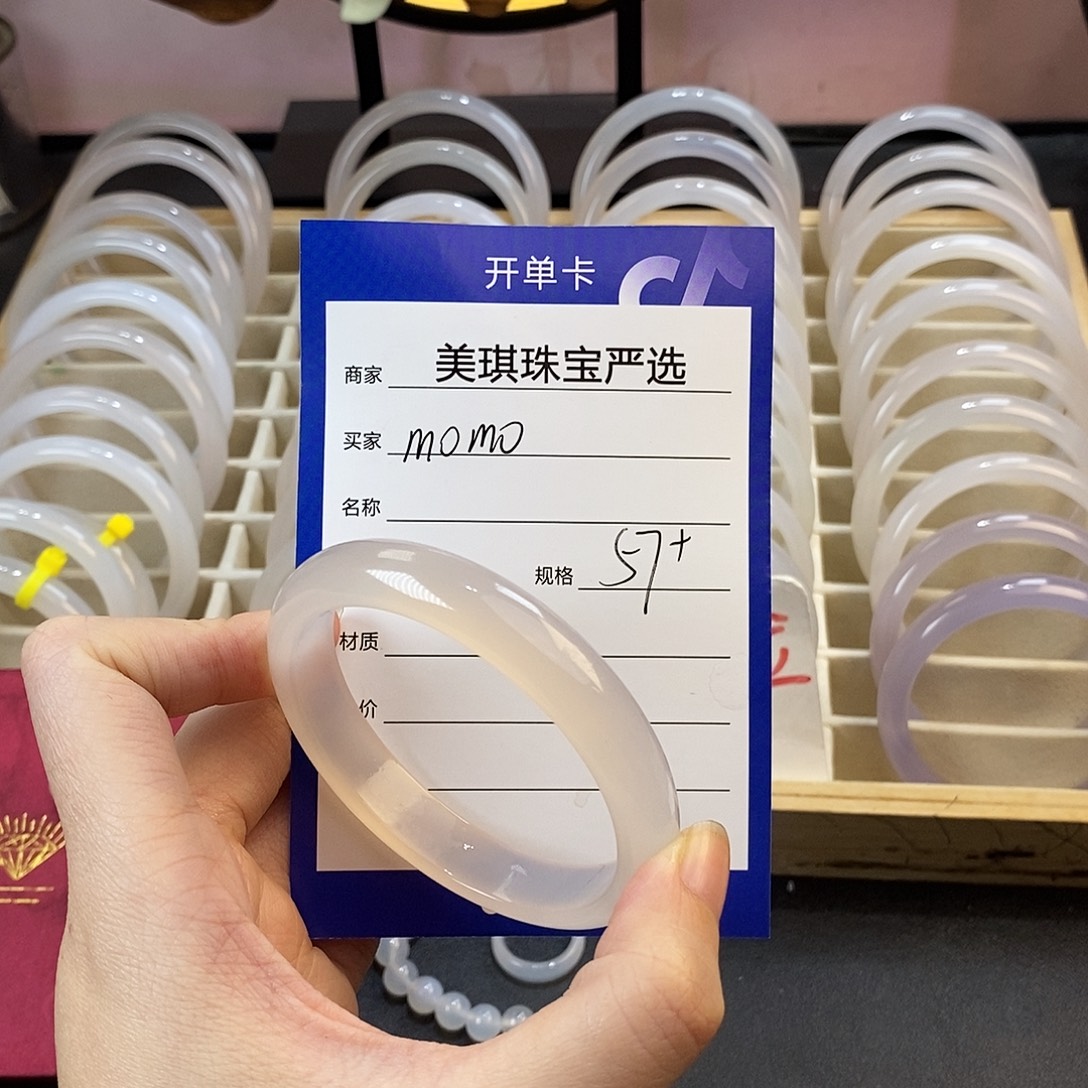 开单卡
商家 美琪珠宝严选
买家 momo
名称
规格 57+
材质
价